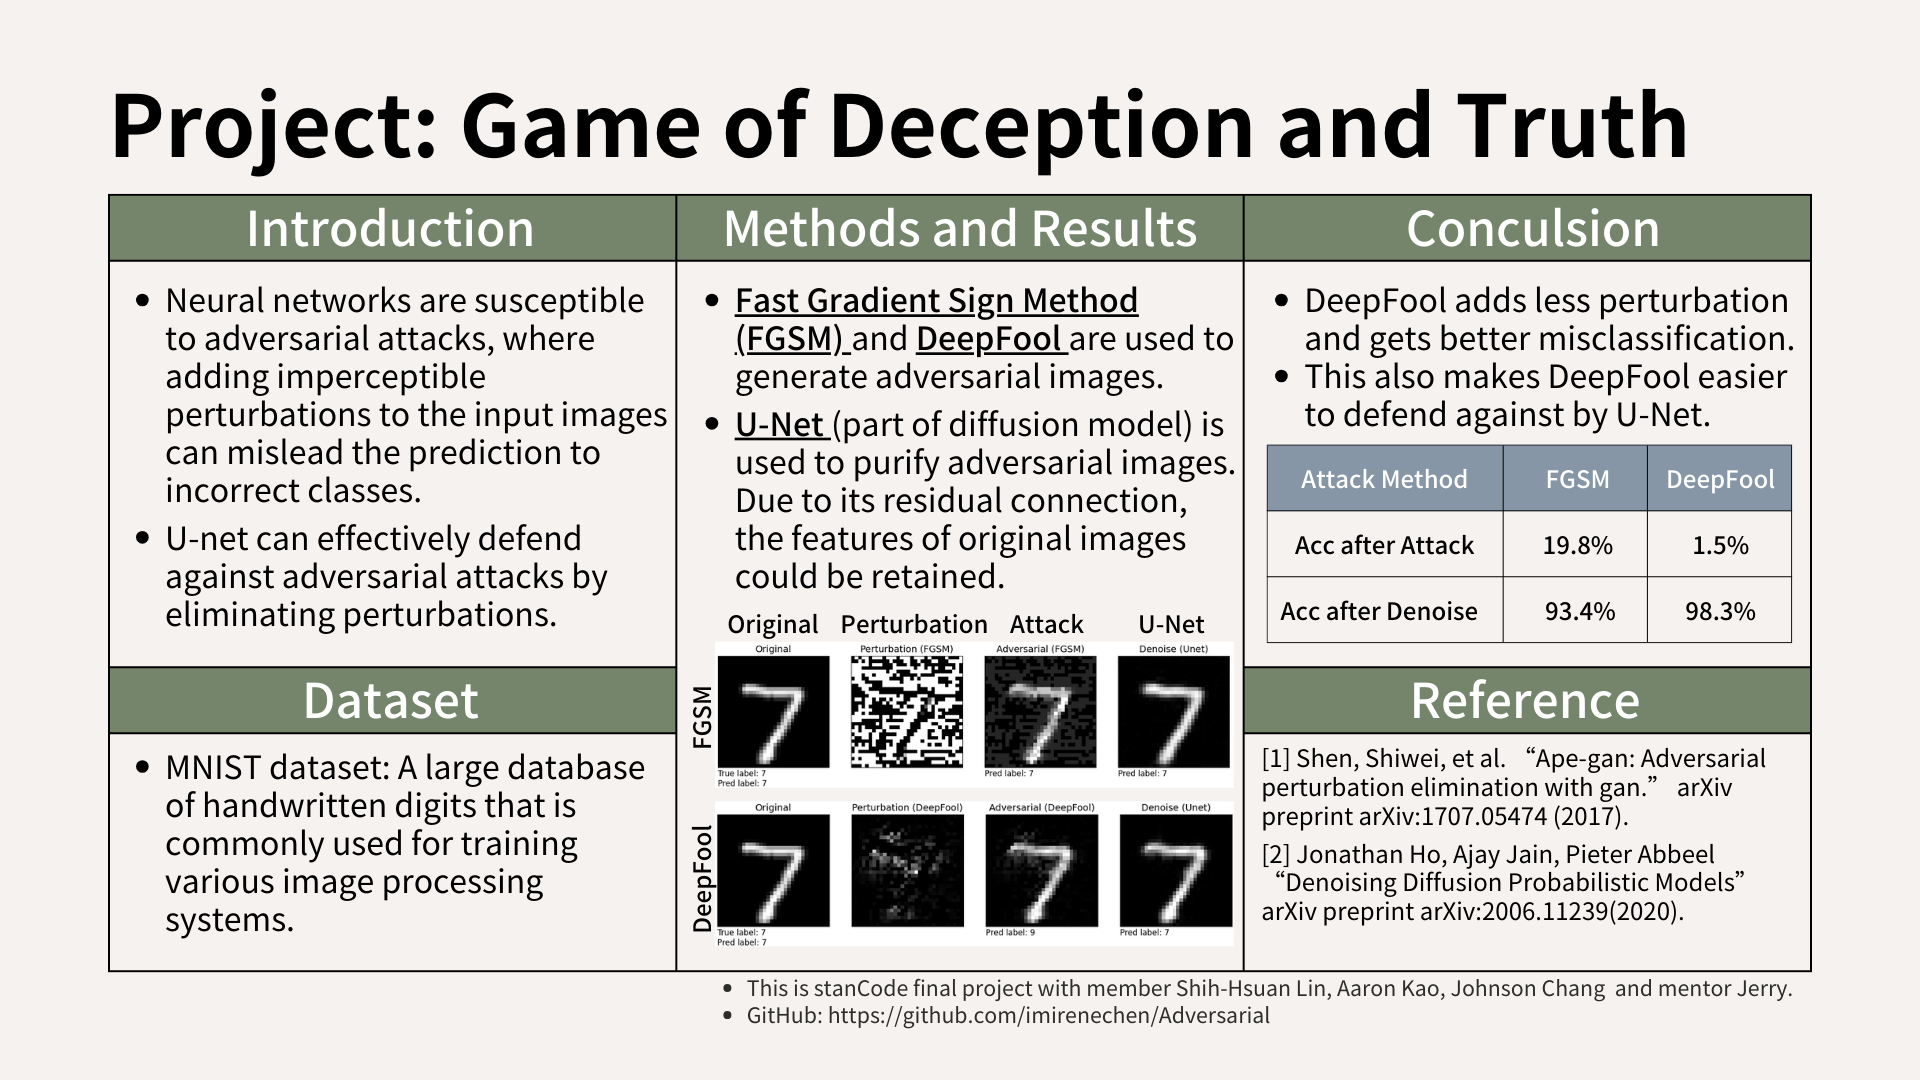 Project: Game of Deception and Truth
Introduction
Neural networks are susceptible
to adversarial attacks, where
adding imperceptible
perturbations to the input images
can mislead the prediction to
incorrect classes.
U-net can effectively defend
against adversarial attacks by
eliminating perturbations.
Dataset
MNIST dataset: A large database
of handwritten digits that is
commonly used for training
various image processing
systems.
Methods and Results
Fast Gradient Sign Method
(FGSM) and DeepFool are used to
generate adversarial images.
U-Net (part of diffusion model) is
used to purify adversarial images.
Due to its residual connection,
the features of original images
could be retained.
Original Perturbation Attack U-Net
FGSM
Original Perturbation (FGSM) Adversarial (FGSM) Denoise (Unet)
7 7 7
True label: 7 Pred label: 7 Pred label: 7
Pred label: 7
DeepFool
Original Perturbation (DeepFool) Adversarial (DeepFool) Denoise (Unet)
7 7 7
True label: 7 Pred label: 9 Pred label: 7
Pred label: 7
Conculsion
DeepFool adds less perturbation
and gets better misclassification.
This also makes DeepFool easier
to defend against by U-Net.
Attack Method FGSM DeepFool
Acc after Attack 19.8% 1.5%
Acc after Denoise 93.4% 98.3%
Reference
[1] Shen, Shiwei, et al. “Ape-gan: Adversarial
perturbation elimination with gan.” arXiv
preprint arXiv:1707.05474 (2017).
[2] Jonathan Ho, Ajay Jain, Pieter Abbeel
“Denoising Diffusion Probabilistic Models”
arXiv preprint arXiv:2006.11239(2020).
This is stanCode final project with member Shih-Hsuan Lin, Aaron Kao, Johnson Chang and mentor Jerry.
GitHub: https://github.com/imirenechen/Adversarial